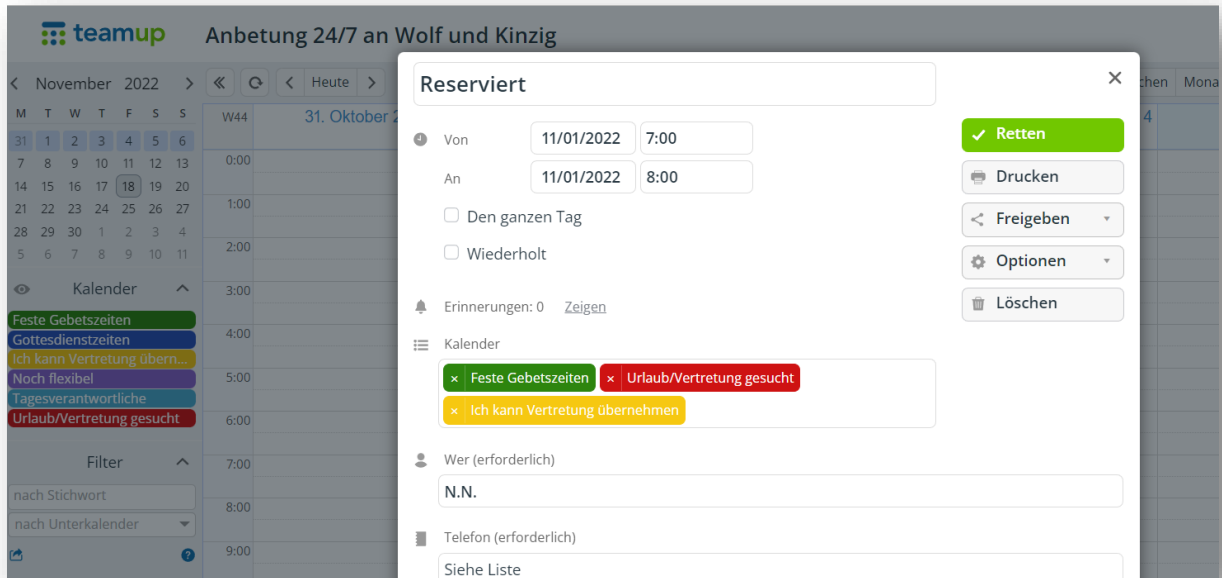 teamup Anbetung 24/7 an Wolf und Kinzig
November 2022 Heute
M T W T F S S
31 1 2 3 4 5 6
7 8 9 10 11 12 13
14 15 16 17 18 19 20
21 22 23 24 25 26 27
28 29 30 1 2 3 4
5 6 7 8 9 10 11
Kalender
Feste Gebetszeiten
Gottesdienstzeiten
Ich kann Vertretung übern...
Noch flexibel
Tagesverantwortliche
Urlaub/Vertretung gesucht
Filter
nach Stichwort
nach Unterkalender
W44 31. Oktober
0:00
1:00
2:00
3:00
4:00
5:00
6:00
7:00
8:00
9:00
Reserviert
Von 11/01/2022 7:00
An 11/01/2022 8:00
Den ganzen Tag
Wiederholt
Erinnerungen: 0 Zeigen
Kalender
× Feste Gebetszeiten × Urlaub/Vertretung gesucht
× Ich kann Vertretung übernehmen
Wer (erforderlich)
N.N.
Telefon (erforderlich)
Siehe Liste
Retten
Drucken
Freigeben
Optionen
Löschen
chen Mona
4